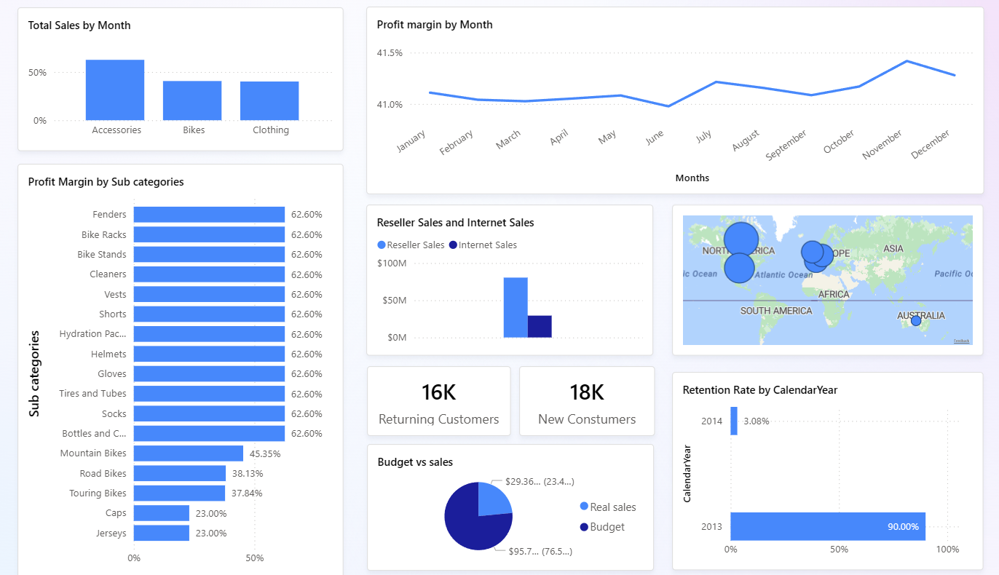 Total Sales by Month
50%
0%
Accessories
Bikes
Clothing
Profit margin by Month
41.5%
41.0%
January
February
March
April
May
June
July
August
September
October
November
December
Months
Profit Margin by Sub categories
Sub categories
Fenders 62.60%
Bike Racks 62.60%
Bike Stands 62.60%
Cleaners 62.60%
Vests 62.60%
Shorts 62.60%
Hydration Pac... 62.60%
Helmets 62.60%
Gloves 62.60%
Tires and Tubes 62.60%
Socks 62.60%
Bottles and C... 62.60%
Mountain Bikes 45.35%
Road Bikes 38.13%
Touring Bikes 37.84%
Caps 23.00%
Jerseys 23.00%
0%
50%
Reseller Sales and Internet Sales
Reseller Sales
Internet Sales
$100M
$50M
$0M
ASIA
AFRICA
SOUTH AMERICA
AUSTRALIA
Atlantic Ocean
ic Ocean
Feedback
16K
Returning Customers
18K
New Constumers
Budget vs sales
$29.36... (23.4...)
Real sales
Budget
$95.7... (76.5...)
Retention Rate by CalendarYear
CalendarYear
2014 3.08%
2013 90.00%
0%
50%
100%